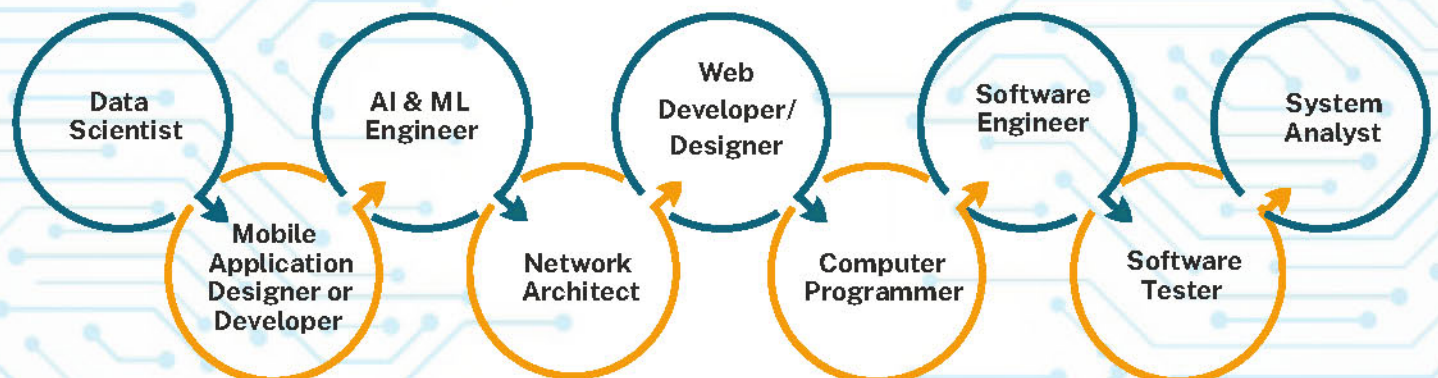 Data
Scientist
Mobile
Application
Designer or
Developer
AI & ML
Engineer
Network
Architect
Web
Developer/
Designer
Computer
Programmer
Software
Engineer
Software
Tester
System
Analyst